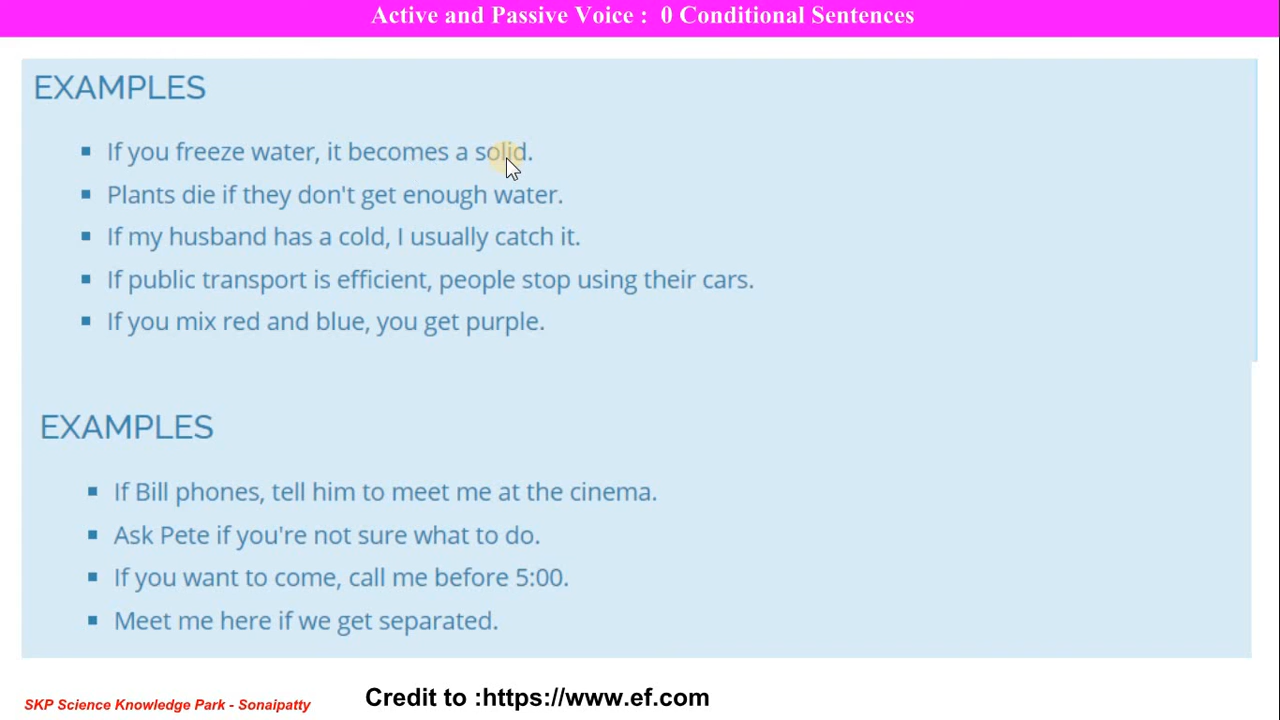 Active and Passive Voice : 0 Conditional Sentences
EXAMPLES
If you freeze water, it becomes a solid.
Plants die if they don't get enough water.
If my husband has a cold, I usually catch it.
If public transport is efficient, people stop using their cars.
If you mix red and blue, you get purple.
EXAMPLES
If Bill phones, tell him to meet me at the cinema.
Ask Pete if you're not sure what to do.
If you want to come, call me before 5:00.
Meet me here if we get separated.
SKP Science Knowledge Park - Sonaipatty
Credit to :https://www.ef.com